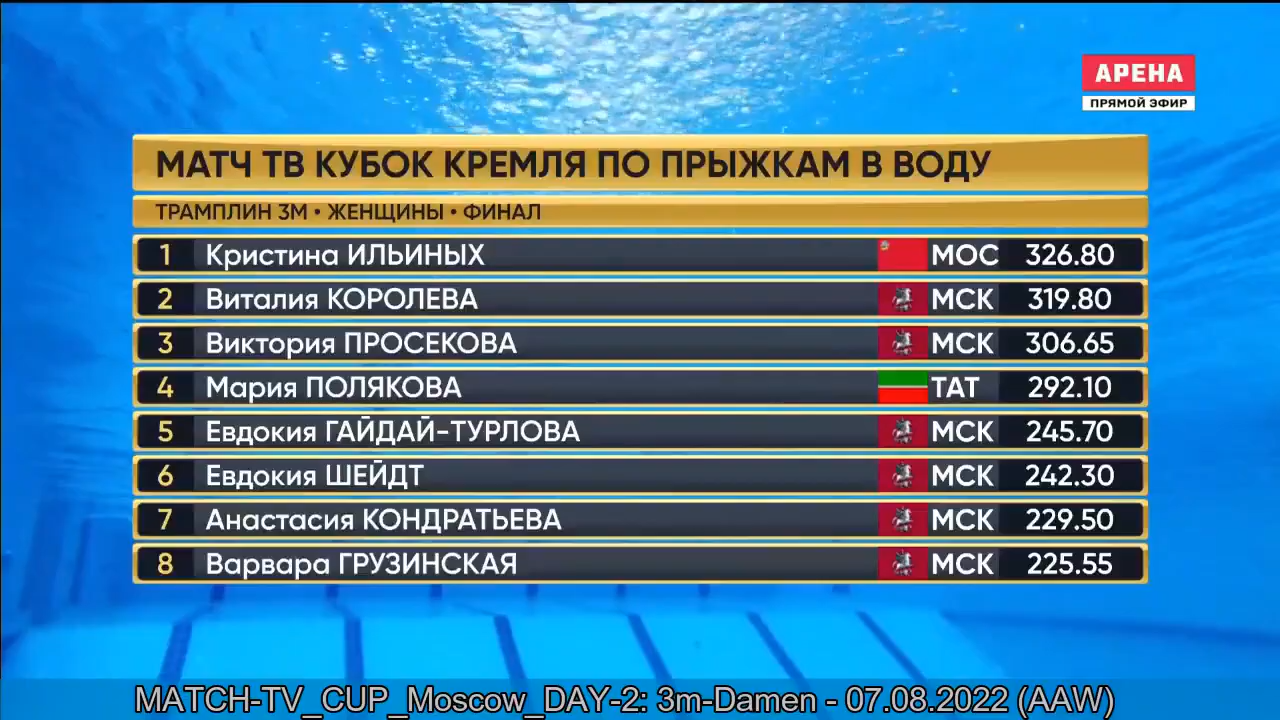 АРЕНА
ПРЯМОЙ ЭФИР
МАТЧ ТВ КУБОК КРЕМЛЯ ПО ПРЫЖКАМ В ВОДУ
ТРАМПЛИН 3М • ЖЕНЩИНЫ • ФИНАЛ
1 Кристина ИЛЬИНЫХ МОС 326.80
2 Виталия КОРОЛЕВА МСК 319.80
3 Виктория ПРОСЕКОВА МСК 306.65
4 Мария ПОЛЯКОВА ТАТ 292.10
5 Евдокия ГАЙДАЙ-ТУРЛОВА МСК 245.70
6 Евдокия ШЕЙДТ МСК 242.30
7 Анастасия КОНДРАТЬЕВА МСК 229.50
8 Варвара ГРУЗИНСКАЯ МСК 225.55
MATCH-TV_CUP_Moscow_DAY-2: 3m-Damen - 07.08.2022 (AAW)